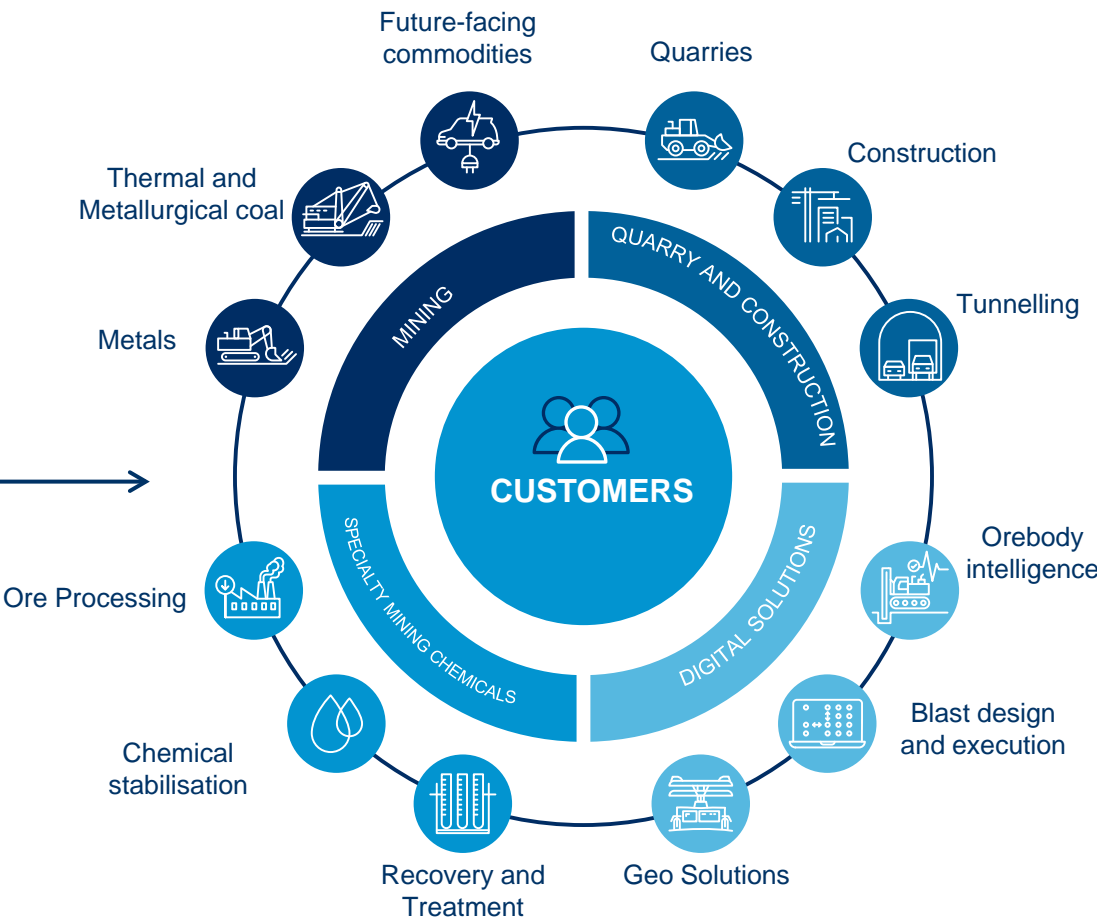 Future-facing
commodities
Quarries
Thermal and
Metallurgical coal
Construction
Metals
Tunnelling
MINING
QUARRY AND CONSTRUCTION
CUSTOMERS
SPECIALTY MINING CHEMICALS
DIGITAL SOLUTIONS
Ore Processing
Orebody
intelligence
Chemical
stabilisation
Blast design
and execution
Recovery and
Treatment
Geo Solutions